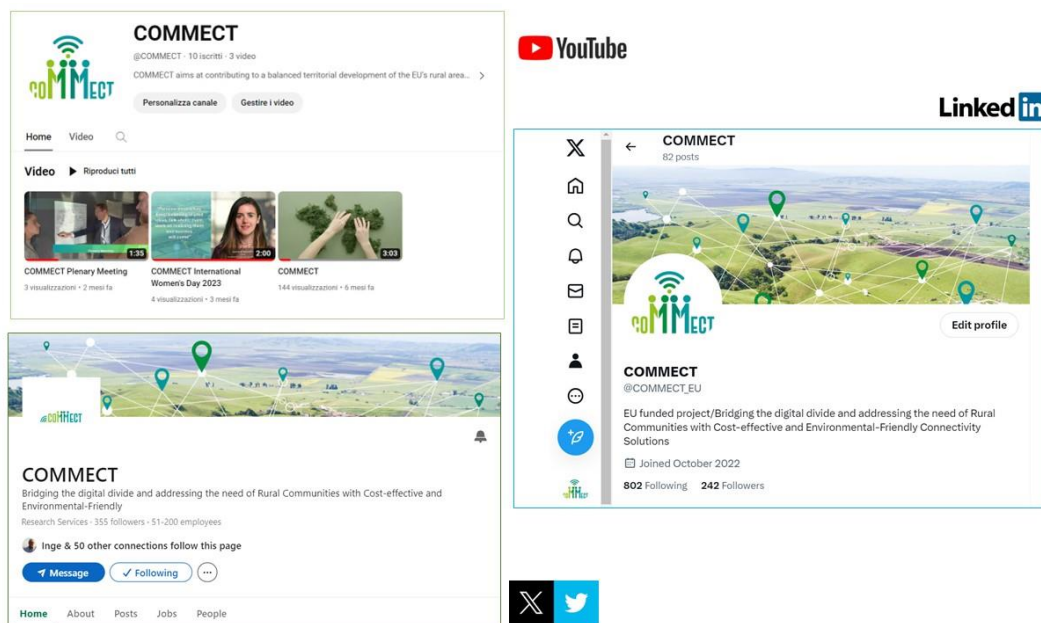 COMMECT
@COMMECT · 10 iscritti · 3 video
COMMECT aims at contributing to a balanced territorial development of the EU's rural area...
Personalizza canale
Gestire i video
Home Video
Video Riproduci tutti
1:35
2:00
3:03
COMMECT Plenary Meeting
3 visualizzazioni • 2 mesi fa
COMMECT International
Women's Day 2023
4 visualizzazioni • 3 mesi fa
COMMECT
144 visualizzazioni • 6 mesi fa
YouTube
Linked in
COMMECT
82 posts
COMMECT
Edit profile
COMMECT
@COMMECT_EU
EU funded project/Bridging the digital divide and addressing the need of Rural
Communities with Cost-effective and Environmental-Friendly Connectivity
Solutions
Joined October 2022
802 Following 242 Followers
COMMECT
COMMECT
COMMECT
Bridging the digital divide and addressing the need of Rural Communities with Cost-effective and
Environmental-Friendly
Research Services · 355 followers · 51-200 employees
Inge & 50 other connections follow this page
Message
Following
Home About Posts Jobs People
X